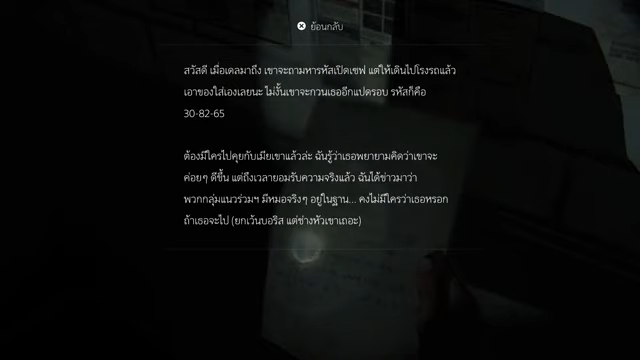 ย้อนกลับ
สวัสดี เมื่อเดลมาถึง เขาจะถามหารหัสเปิดเซฟ แต่ให้เดินไปโรงรถแล้ว
เอาของใส่เองเลยนะ ไม่งั้นเขาจะกวนเธออีกแปดรอบ รหัสก็คือ
30-82-65
ต้องมีใครไปคุยกับเมียเขาแล้วล่ะ ฉันรู้ว่าเธอพยายามคิดว่าเขาจะ
ค่อยๆ ดีขึ้น แต่ถึงเวลายอมรับความจริงแล้ว ฉันได้ข่าวมาว่า
พวกกลุ่มแนวร่วมฯ มีหมอจริงๆ อยู่ในฐาน... คงไม่มีใครว่าเธอหรอก
ถ้าเธอจะไป (ยกเว้นบอริส แต่ช่างหัวเขาเถอะ)